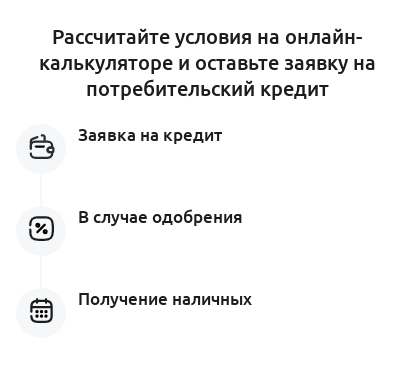 Рассчитайте условия на онлайн-
калькуляторе и оставьте заявку на
потребительский кредит
Заявка на кредит
В случае одобрения
Получение наличных